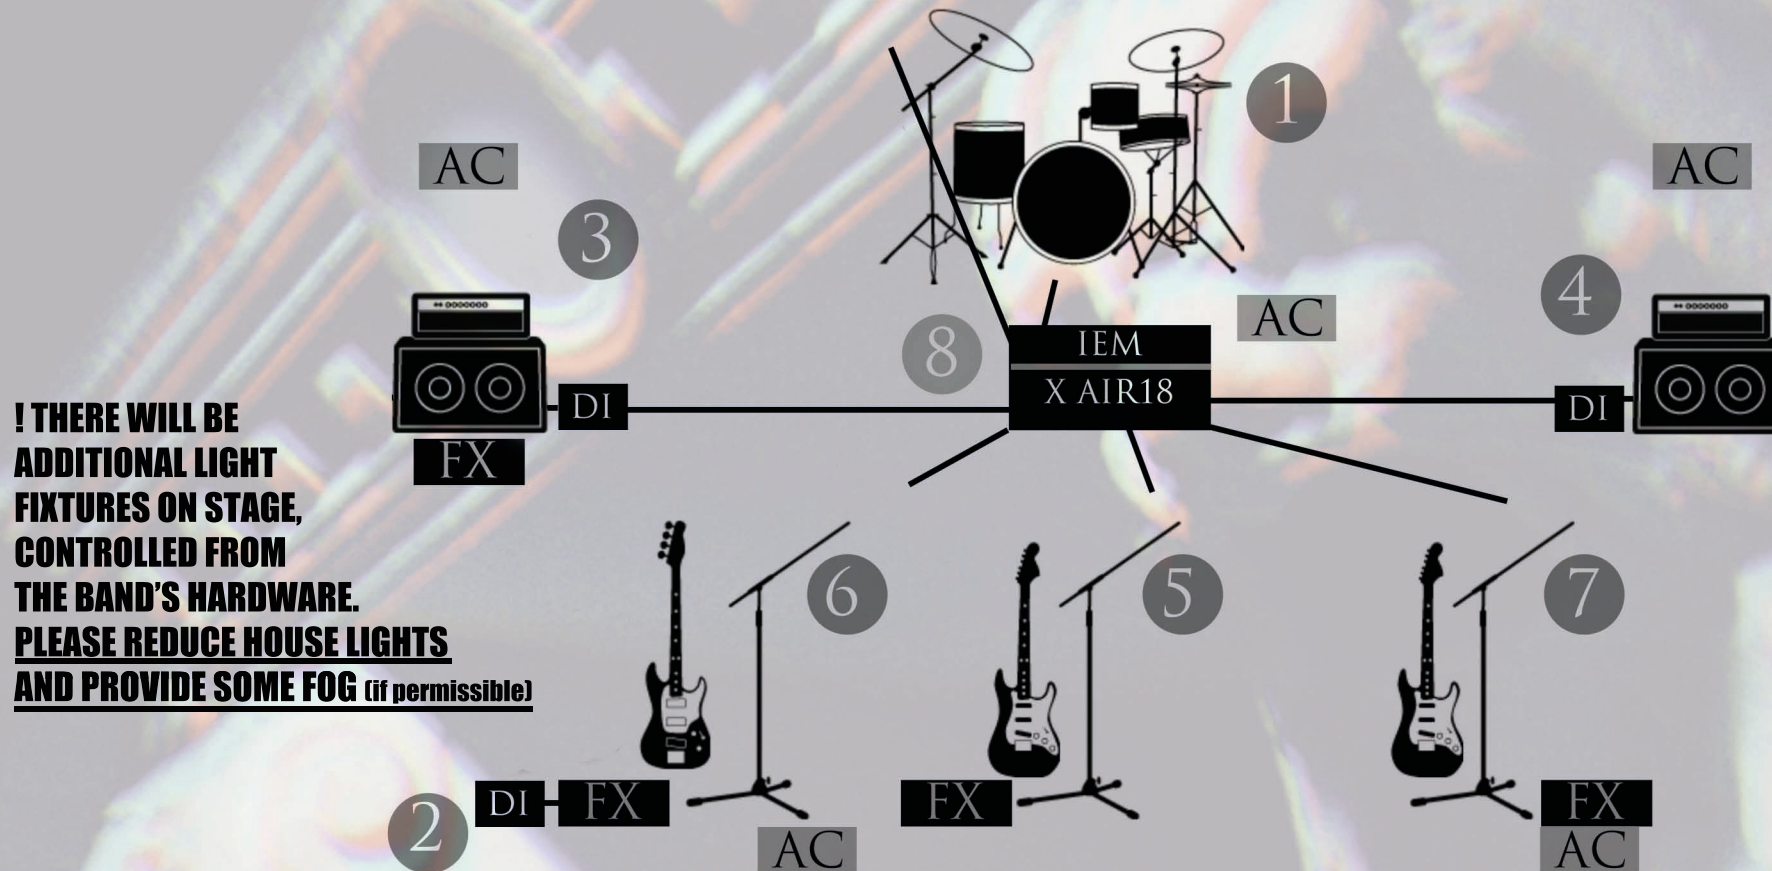 1
AC
AC
3
4
AC
8
IEM
X AIR18
DI
DI
FX
! THERE WILL BE
ADDITIONAL LIGHT
FIXTURES ON STAGE,
CONTROLLED FROM
THE BAND'S HARDWARE.
PLEASE REDUCE HOUSE LIGHTS
AND PROVIDE SOME FOG (if permissible)
6
5
7
2
DI
FX
FX
FX
AC
AC